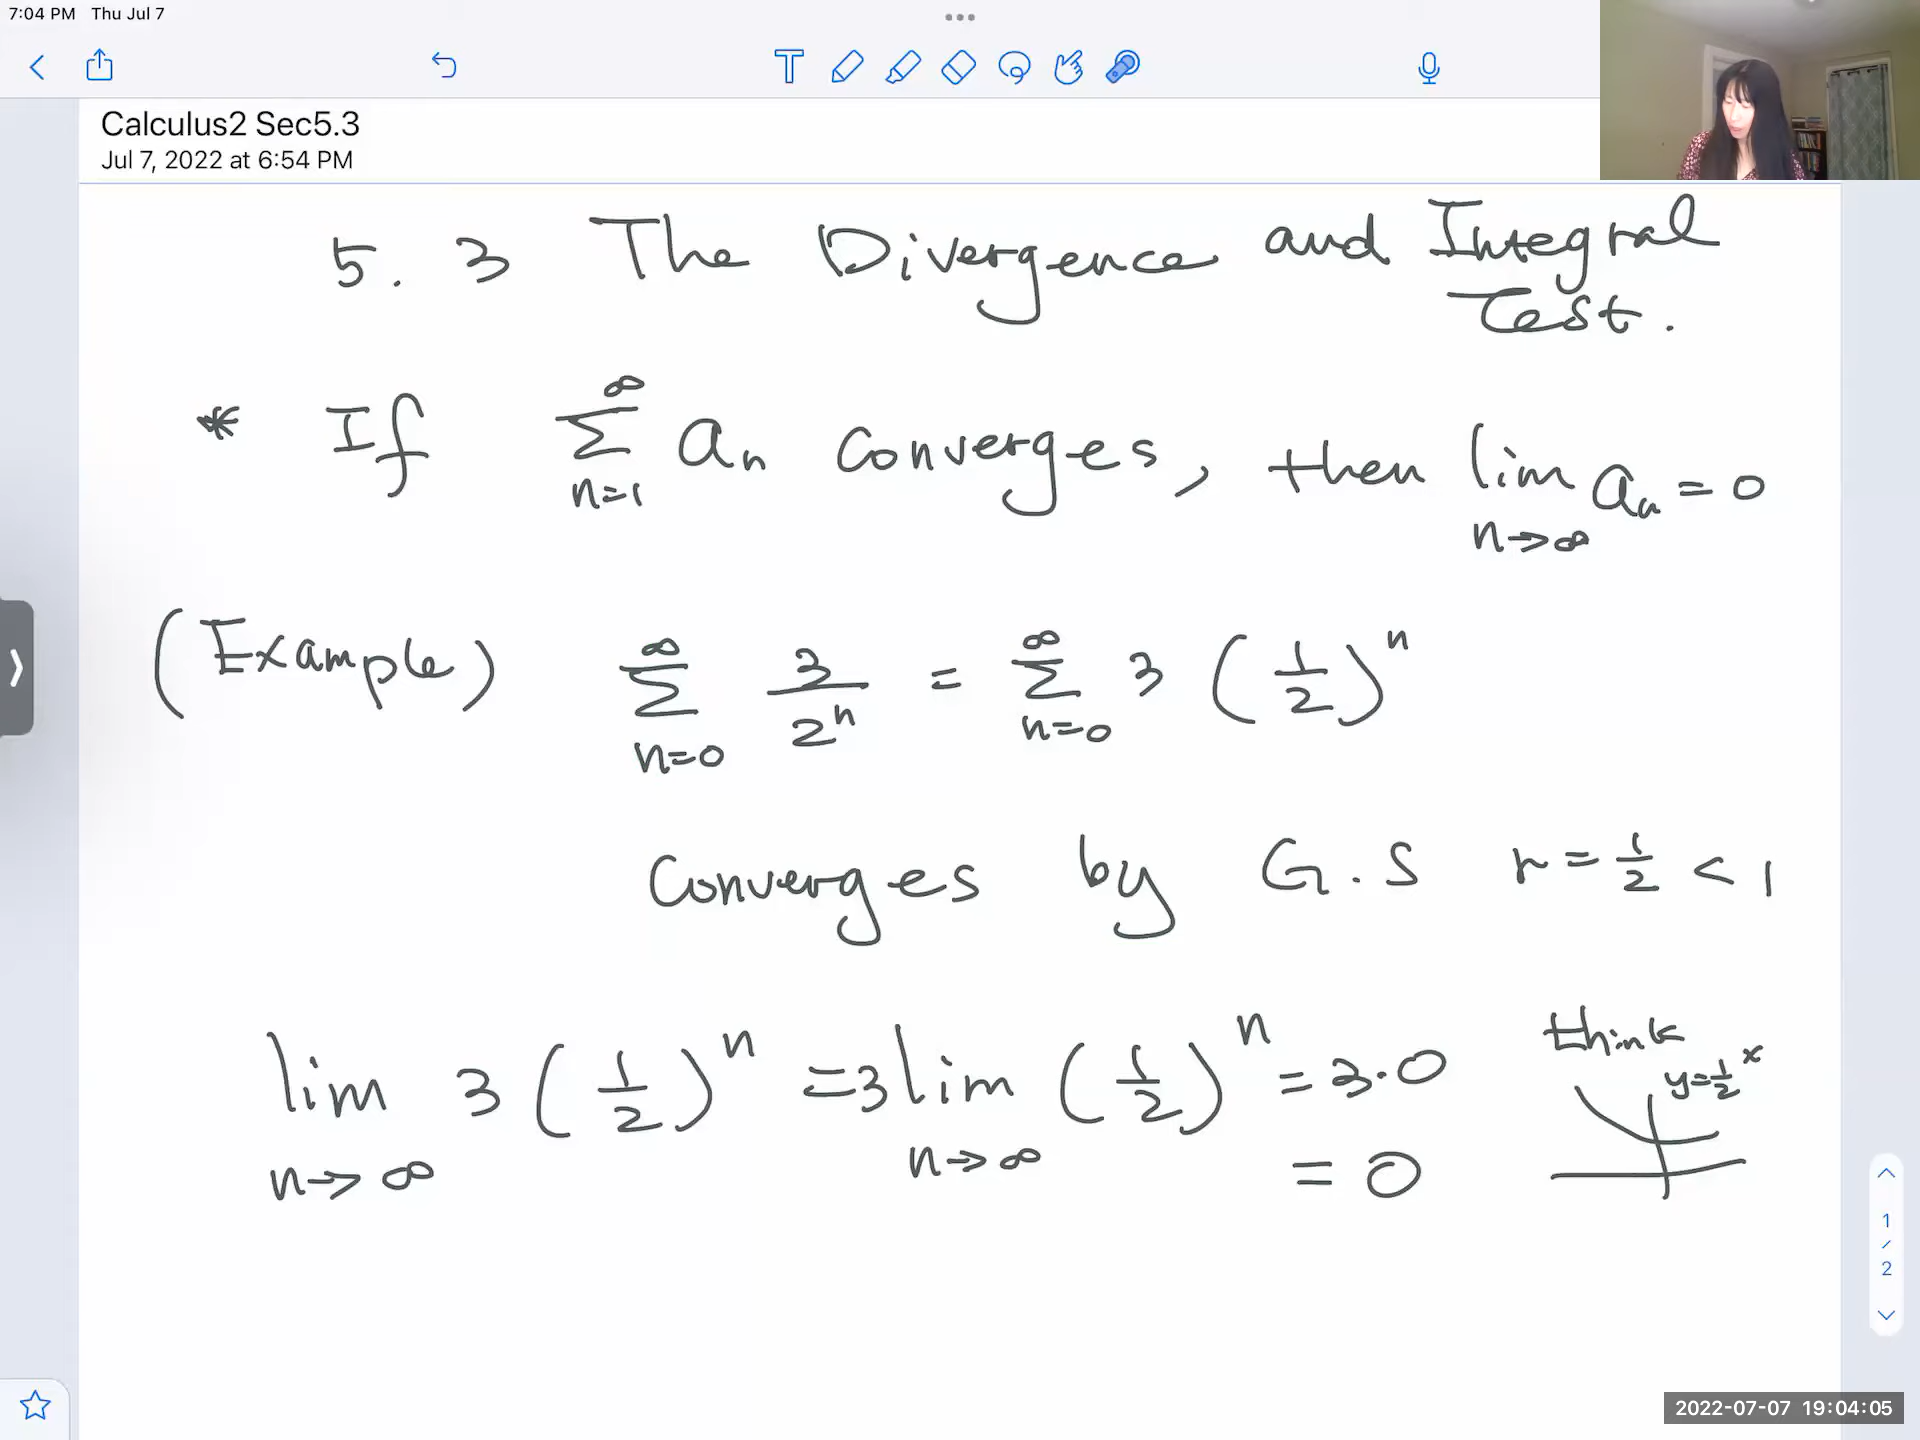 7:04 PM Thu Jul 7
Calculus2 Sec5.3
Jul 7, 2022 at 6:54 PM
5.3 The Divergence and Integral
Test.
* If ∑_{n=1}^{∞} a_n converges, then lim_{n→∞} a_n = 0
(Example) ∑_{n=0}^{∞} 3/2^n = ∑_{n=0}^{∞} 3 (1/2)^n
Converges by G.S r = 1/2 < 1
lim_{n→∞} 3 (1/2)^n = 3 lim_{n→∞} (1/2)^n = 3·0
= 0
think
y = 1/2^x
1
/
2
2022-07-07 19:04:05